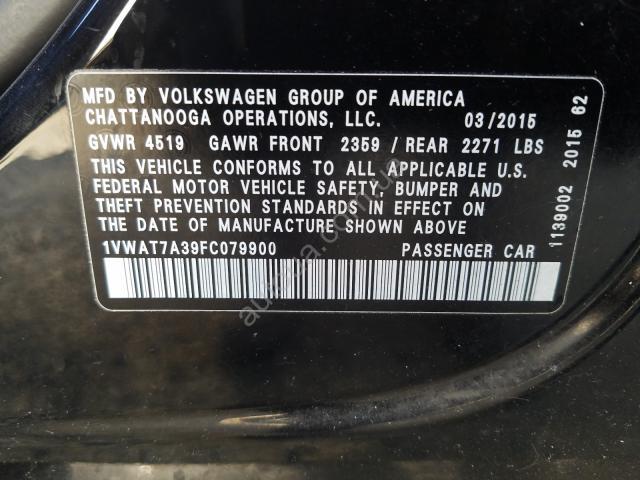 MFD BY VOLKSWAGEN GROUP OF AMERICA
CHATTANOOGA OPERATIONS, LLC. 03/2015
GVWR 4519 GAWR FRONT 2359 / REAR 2271 LBS
THIS VEHICLE CONFORMS TO ALL APPLICABLE U.S.
FEDERAL MOTOR VEHICLE SAFETY, BUMPER AND
THEFT PREVENTION STANDARDS IN EFFECT ON
THE DATE OF MANUFACTURE SHOWN ABOVE
1VWAT7A39FC079900 PASSENGER CAR
1139002 2015 62